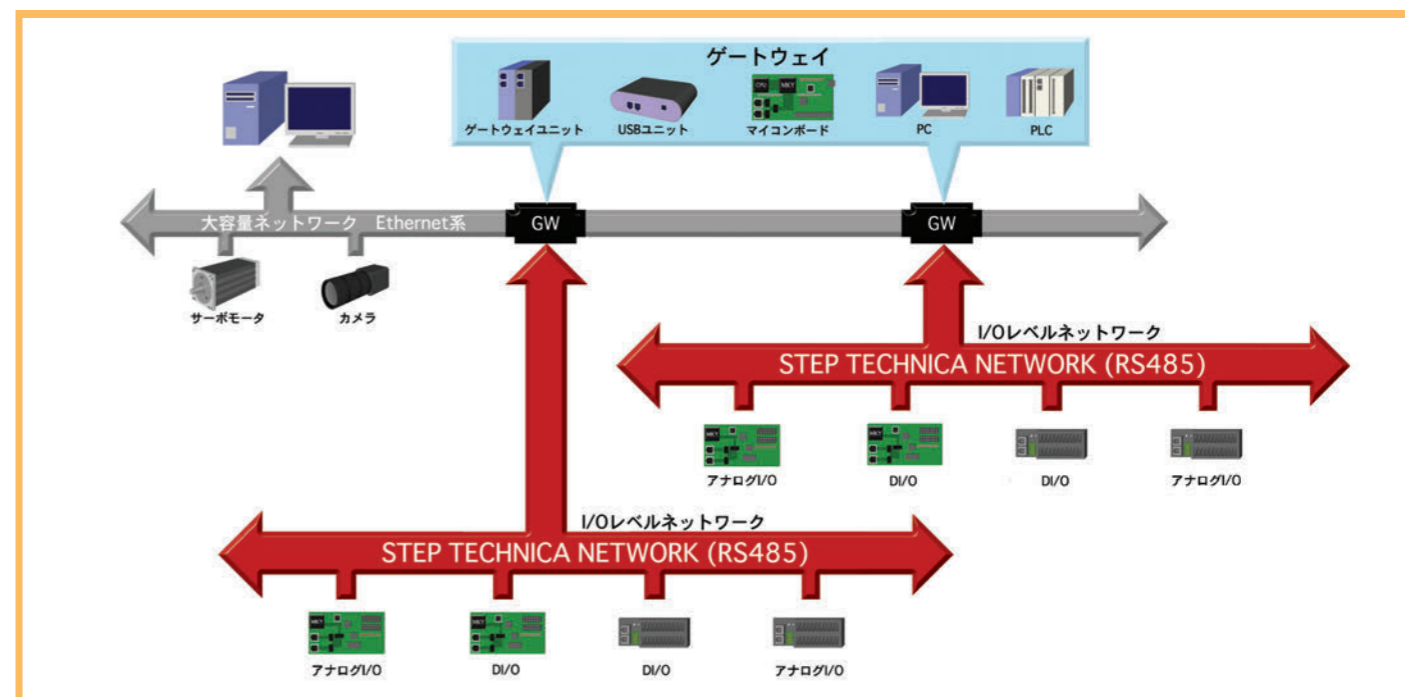 ゲートウェイ
ゲートウェイユニット
USBユニット
マイコンボード
PC
PLC
大容量ネットワーク Ethernet系
GW
GW
サーボモータ
カメラ
I/Oレベルネットワーク
STEP TECHNICA NETWORK (RS485)
アナログI/O
DI/O
DI/O
アナログI/O
I/Oレベルネットワーク
STEP TECHNICA NETWORK (RS485)
アナログI/O
DI/O
DI/O
アナログI/O